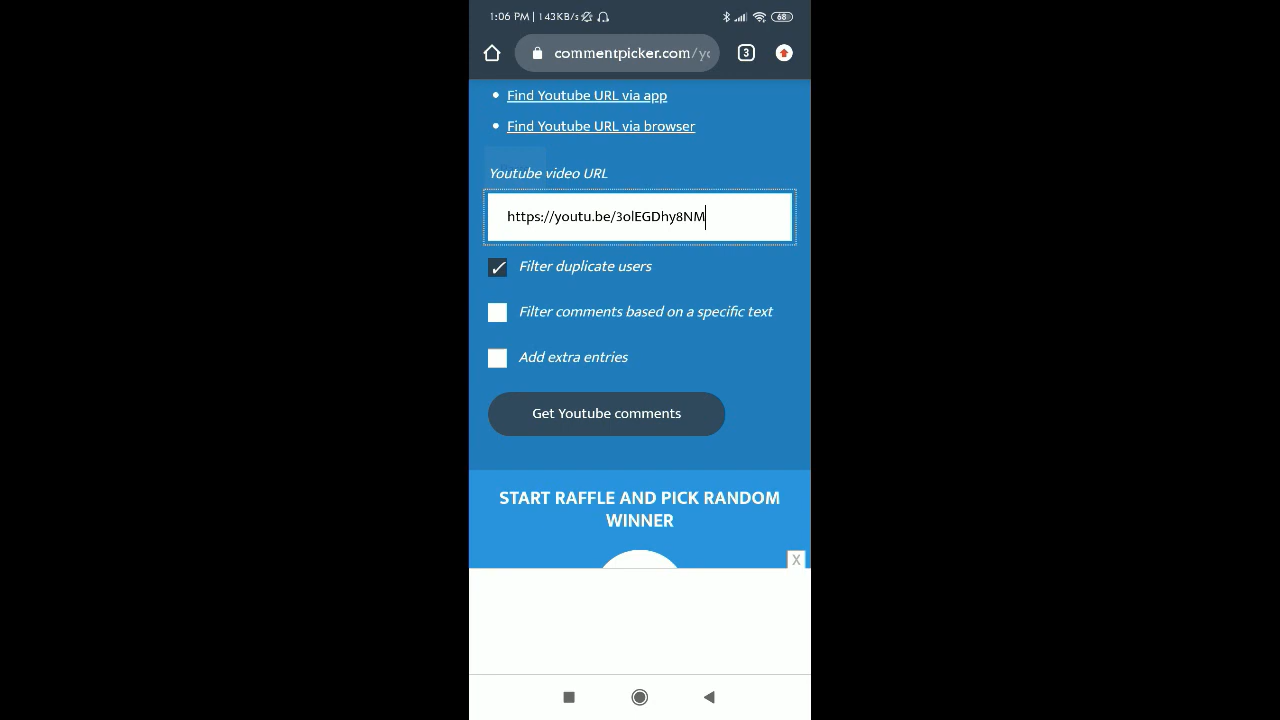 1:06 PM | 143KB/s
68
commentpicker.com/yo
3
Find Youtube URL via app
Find Youtube URL via browser
Youtube video URL
https://youtu.be/3olEGDhy8NM
Filter duplicate users
Filter comments based on a specific text
Add extra entries
Get Youtube comments
START RAFFLE AND PICK RANDOM
WINNER
X